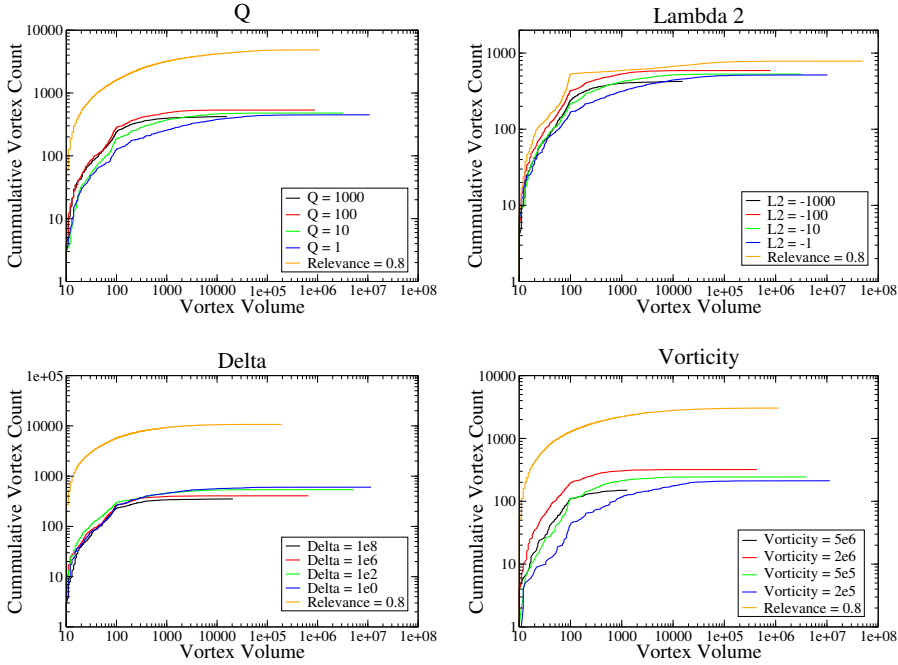 Q
Cummulative Vortex Count
10000
1000
100
10
1
Q = 1000
Q = 100
Q = 10
Q = 1
Relevance = 0.8
10 100 1000 10000 1e+05 1e+06 1e+07 1e+08
Vortex Volume
Lambda 2
Cummulative Vortex Count
1000
100
10
1
L2 = -1000
L2 = -100
L2 = -10
L2 = -1
Relevance = 0.8
10 100 1000 10000 1e+05 1e+06 1e+07 1e+08
Vortex Volume
Delta
Cummulative Vortex Count
1e+05
10000
1000
100
10
1
Delta = 1e8
Delta = 1e6
Delta = 1e2
Delta = 1e0
Relevance = 0.8
10 100 1000 10000 1e+05 1e+06 1e+07 1e+08
Vortex Volume
Vorticity
Cummulative Vortex Count
10000
1000
100
10
1
Vorticity = 5e6
Vorticity = 2e6
Vorticity = 5e5
Vorticity = 2e5
Relevance = 0.8
10 100 1000 10000 1e+05 1e+06 1e+07 1e+08
Vortex Volume